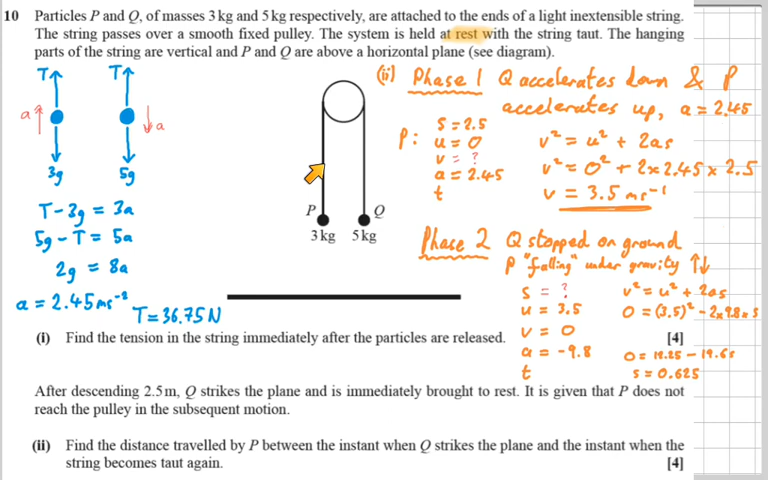 10 Particles P and Q, of masses 3 kg and 5 kg respectively, are attached to the ends of a light inextensible string.
The string passes over a smooth fixed pulley. The system is held at rest with the string taut. The hanging
parts of the string are vertical and P and Q are above a horizontal plane (see diagram).
T T
a a
3g 5g
T - 3g = 3a
5g - T = 5a
2g = 8a
a = 2.45 ms⁻²
T = 36.75 N
P Q
3 kg 5 kg
(ii) Phase 1 Q accelerates down & P
accelerates up, a = 2.45
P:
s = 2.5
u = 0
v = ?
a = 2.45
t
v² = u² + 2as
v² = 0² + 2 × 2.45 × 2.5
v = 3.5 ms⁻¹
Phase 2 Q stopped on ground
P "falling" under gravity ↑↓
s = ?
u = 3.5
v = 0
a = -9.8
t
v² = u² + 2as
0 = (3.5)² - 2×9.8×s
0 = 12.25 - 19.6s
s = 0.625
(i) Find the tension in the string immediately after the particles are released. [4]
After descending 2.5 m, Q strikes the plane and is immediately brought to rest. It is given that P does not
reach the pulley in the subsequent motion.
(ii) Find the distance travelled by P between the instant when Q strikes the plane and the instant when the
string becomes taut again. [4]